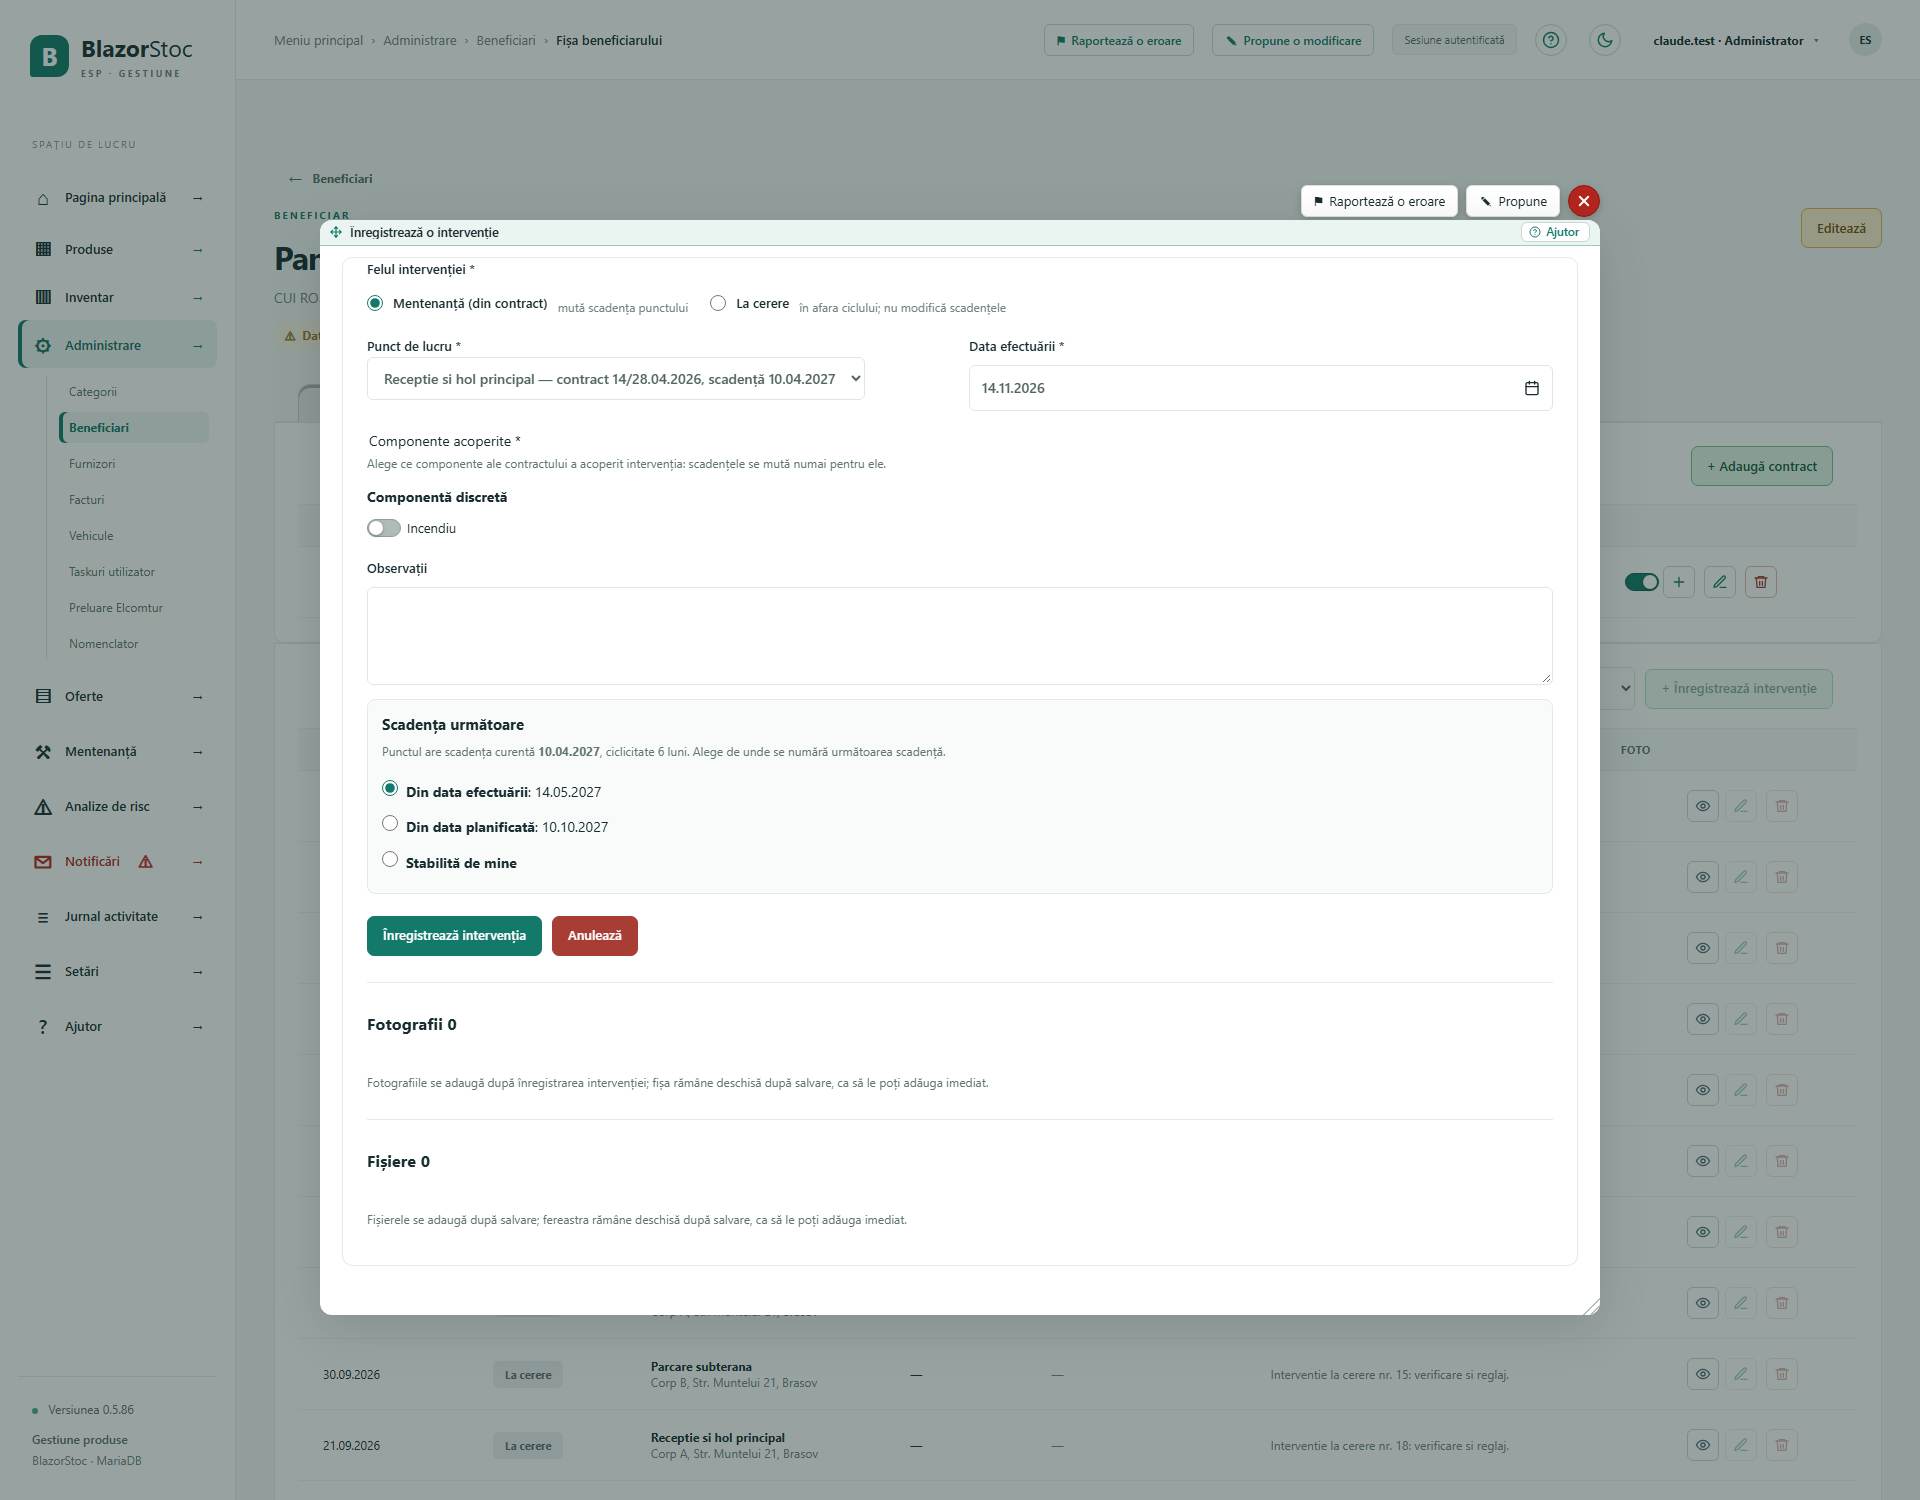 B BlazorStoc
ESP · GESTIUNE
Meniu principal › Administrare › Beneficiari › Fișa beneficiarului
Raportează o eroare
Propune o modificare
Sesiune autentificată
claude.test · Administrator
ES
SPAȚIU DE LUCRU
Pagina principală →
Produse →
Inventar →
Administrare →
Categorii
Beneficiari
Furnizori
Facturi
Vehicule
Taskuri utilizator
Preluare Elcomtur
Nomenclator
Oferte →
Mentenanță →
Analize de risc →
Notificări →
Jurnal activitate →
Setări →
? Ajutor →
Versiunea 0.5.86
Gestiune produse
BlazorStoc - MariaDB
← Beneficiari
BENEFICIAR
Par
CUI RO
Dat
Editează
+ Adaugă contract
+ Înregistrează intervenție
FOTO
Raportează o eroare
Propune
Înregistrează o intervenție
Ajutor
Felul intervenției *
Mentenanță (din contract) mută scadența punctului
La cerere în afara ciclului; nu modifică scadențele
Punct de lucru *
Receptie si hol principal — contract 14/28.04.2026, scadență 10.04.2027
Data efectuării *
14.11.2026
Componente acoperite *
Alege ce componente ale contractului a acoperit intervenția: scadențele se mută numai pentru ele.
Componentă discretă
Incendiu
Observații
Scadența următoare
Punctul are scadența curentă 10.04.2027, ciclicitate 6 luni. Alege de unde se numără următoarea scadență.
Din data efectuării: 14.05.2027
Din data planificată: 10.10.2027
Stabilită de mine
Înregistrează intervenția
Anulează
Fotografii 0
Fotografiile se adaugă după înregistrarea intervenției; fișa rămâne deschisă după salvare, ca să le poți adăuga imediat.
Fișiere 0
Fișierele se adaugă după salvare; fereastra rămâne deschisă după salvare, ca să le poți adăuga imediat.
30.09.2026
La cerere
Parcare subterana
Corp B, Str. Muntelui 21, Brasov
—
—
Interventie la cerere nr. 15: verificare si reglaj.
21.09.2026
La cerere
Receptie si hol principal
Corp A, Str. Muntelui 21, Brasov
—
—
Interventie la cerere nr. 18: verificare si reglaj.